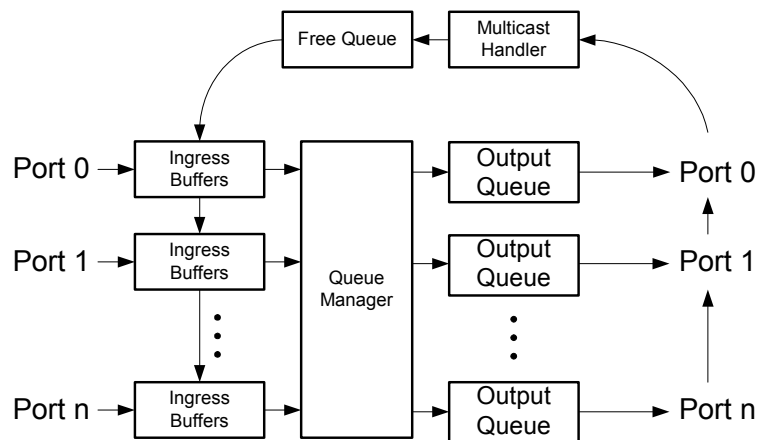 Free Queue
Multicast
Handler
Port 0
Ingress
Buffers
Output
Queue
Port 0
Port 1
Ingress
Buffers
Queue
Manager
Output
Queue
Port 1
Port n
Ingress
Buffers
Output
Queue
Port n